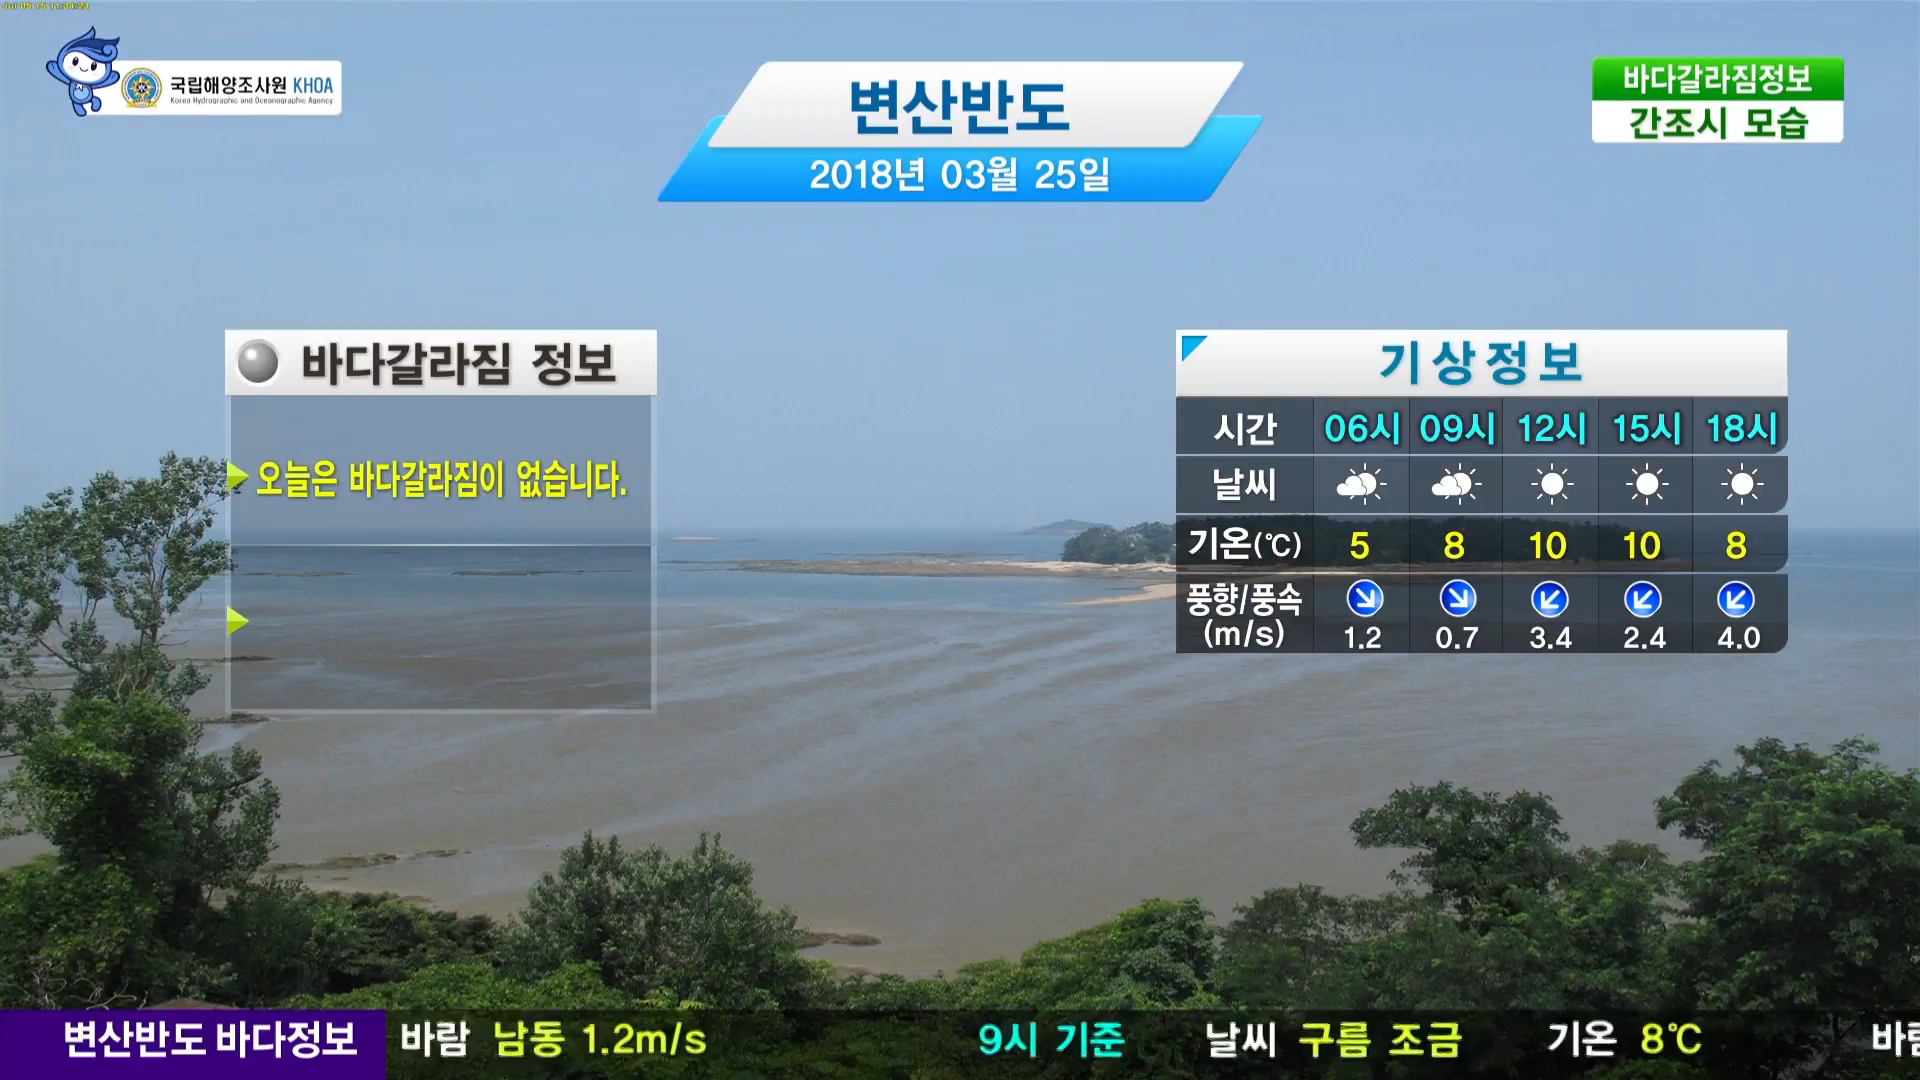 국립해양조사원 KHOA
Korea Hydrographic and Oceanographic Agency
변산반도
2018년 03월 25일
바다갈라짐정보
간조시 모습
바다갈라짐 정보
오늘은 바다갈라짐이 없습니다.
기상정보
시간 06시 09시 12시 15시 18시
날씨
기온(℃) 5 8 10 10 8
풍향/풍속
(m/s) 1.2 0.7 3.4 2.4 4.0
변산반도 바다정보 바람 남동 1.2m/s 9시 기준 날씨 구름 조금 기온 8℃